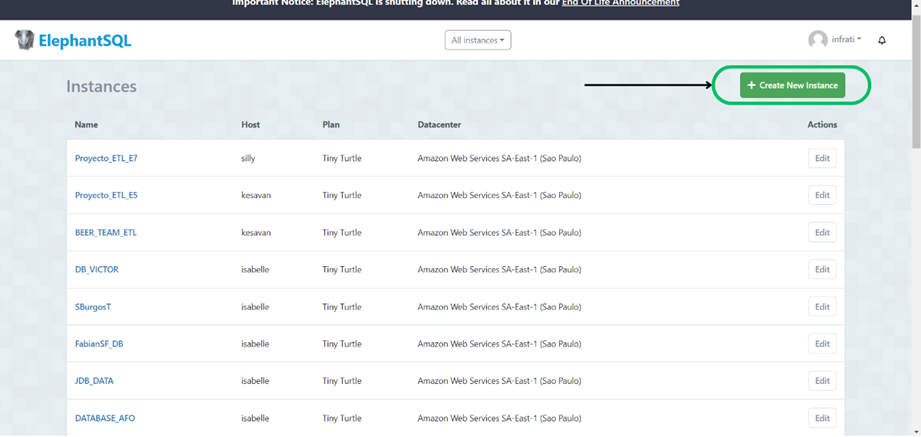 Important Notice: ElephantSQL is shutting down. Read all about it in our End Of Life Announcement
ElephantSQL
All instances
infrati
Instances
+ Create New Instance
Name Host Plan Datacenter Actions
Proyecto_ETL_E7 silly Tiny Turtle Amazon Web Services SA-East-1 (Sao Paulo) Edit
Proyecto_ETL_E5 kesavan Tiny Turtle Amazon Web Services SA-East-1 (Sao Paulo) Edit
BEER_TEAM_ETL kesavan Tiny Turtle Amazon Web Services SA-East-1 (Sao Paulo) Edit
DB_VICTOR isabelle Tiny Turtle Amazon Web Services SA-East-1 (Sao Paulo) Edit
SBurgosT isabelle Tiny Turtle Amazon Web Services SA-East-1 (Sao Paulo) Edit
FabianSF_DB isabelle Tiny Turtle Amazon Web Services SA-East-1 (Sao Paulo) Edit
JDB_DATA isabelle Tiny Turtle Amazon Web Services SA-East-1 (Sao Paulo) Edit
DATABASE_AFO isabelle Tiny Turtle Amazon Web Services SA-East-1 (Sao Paulo) Edit